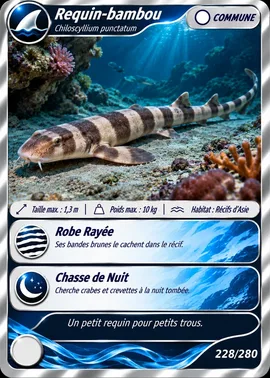 Requin-bambou
Chiloscyllium punctatum
COMMUNE
Taille max. : 1,3 m
Poids max. : 10 kg
Habitat : Récifs d'Asie
Robe Rayée
Ses bandes brunes le cachent dans le récif.
Chasse de Nuit
Cherche crabes et crevettes à la nuit tombée.
Un petit requin pour petits trous.
228/280